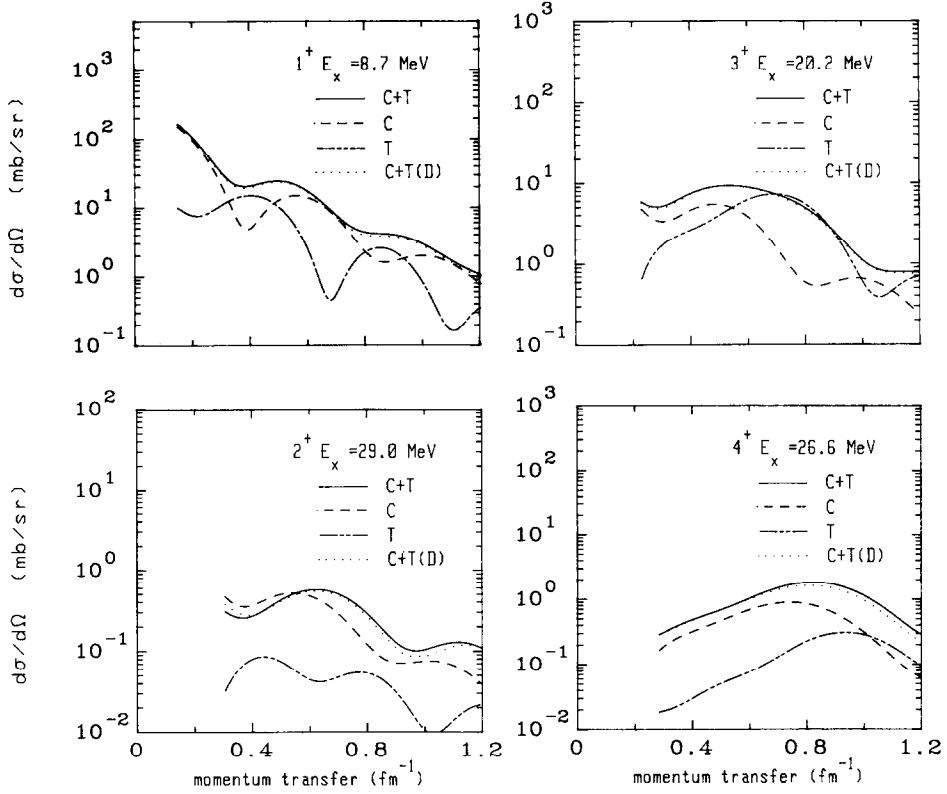 10³
10²
10¹
10⁰
10⁻¹
dσ/dΩ (mb/sr)
1⁺ Eₓ =8.7 MeV
C+T
C
T
C+T(D)
10³
10²
10¹
10⁰
10⁻¹
3⁺ Eₓ =20.2 MeV
C+T
C
T
C+T(D)
10²
10¹
10⁰
10⁻¹
10⁻²
dσ/dΩ (mb/sr)
2⁺ Eₓ =29.0 MeV
C+T
C
T
C+T(D)
0 0.4 0.8 1.2
momentum transfer (fm⁻¹)
10³
10²
10¹
10⁰
10⁻¹
10⁻²
4⁺ Eₓ =26.6 MeV
C+T
C
T
C+T(D)
0 0.4 0.8 1.2
momentum transfer (fm⁻¹)